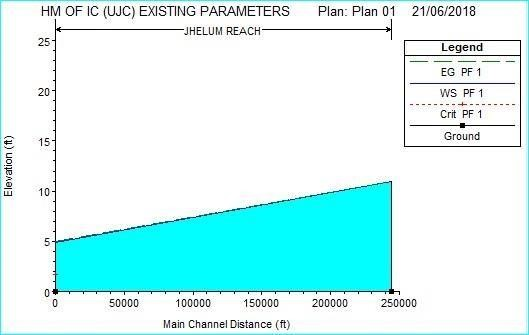 HM OF IC (UJC) EXISTING PARAMETERS Plan: Plan 01 21/06/2018
JHELUM REACH
25
20
15
10
5
0
Elevation (ft)
0 50000 100000 150000 200000 250000
Main Channel Distance (ft)
Legend
EG PF 1
WS PF 1
Crit PF 1
Ground